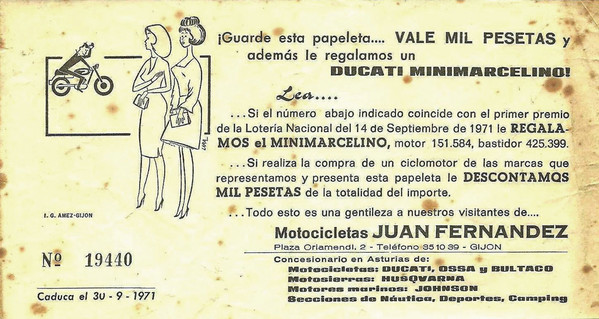 ¡Guarde esta papeleta.... VALE MIL PESETAS y
además le regalamos un
DUCATI MINIMARCELINO!
Lea....
...Si el número abajo indicado coincide con el primer premio
de la Lotería Nacional del 14 de Septiembre de 1971 le REGALA-
MOS el MINIMARCELINO, motor 151.584, bastidor 425.399.
...Si realiza la compra de un ciclomotor de las marcas que
representamos y presenta esta papeleta le DESCONTAMOS
MIL PESETAS de la totalidad del importe.
...Todo esto es una gentileza a nuestros visitantes de....
Motocicletas JUAN FERNANDEZ
Plaza Oriamendi, 2 - Teléfono 35 10 39 - GIJON
Concesionario en Asturias de:
Motocicletas: DUCATI, OSSA y BULTACO
Motosierras: HUSQVARNA
Motores marinos: JOHNSON
Secciones de Náutica, Deportes, Camping
I. G. AMEZ-GIJON
Nº 19440
Caduca el 30 - 9 - 1971